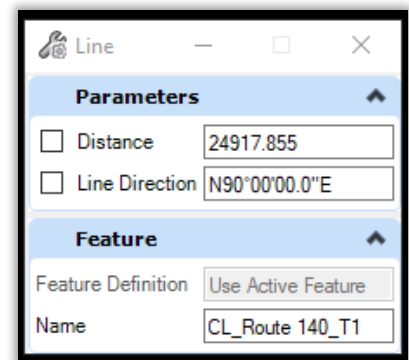 Line
Parameters
Distance 24917.855
Line Direction N90°00'00.0"E
Feature
Feature Definition Use Active Feature
Name CL_Route 140_T1